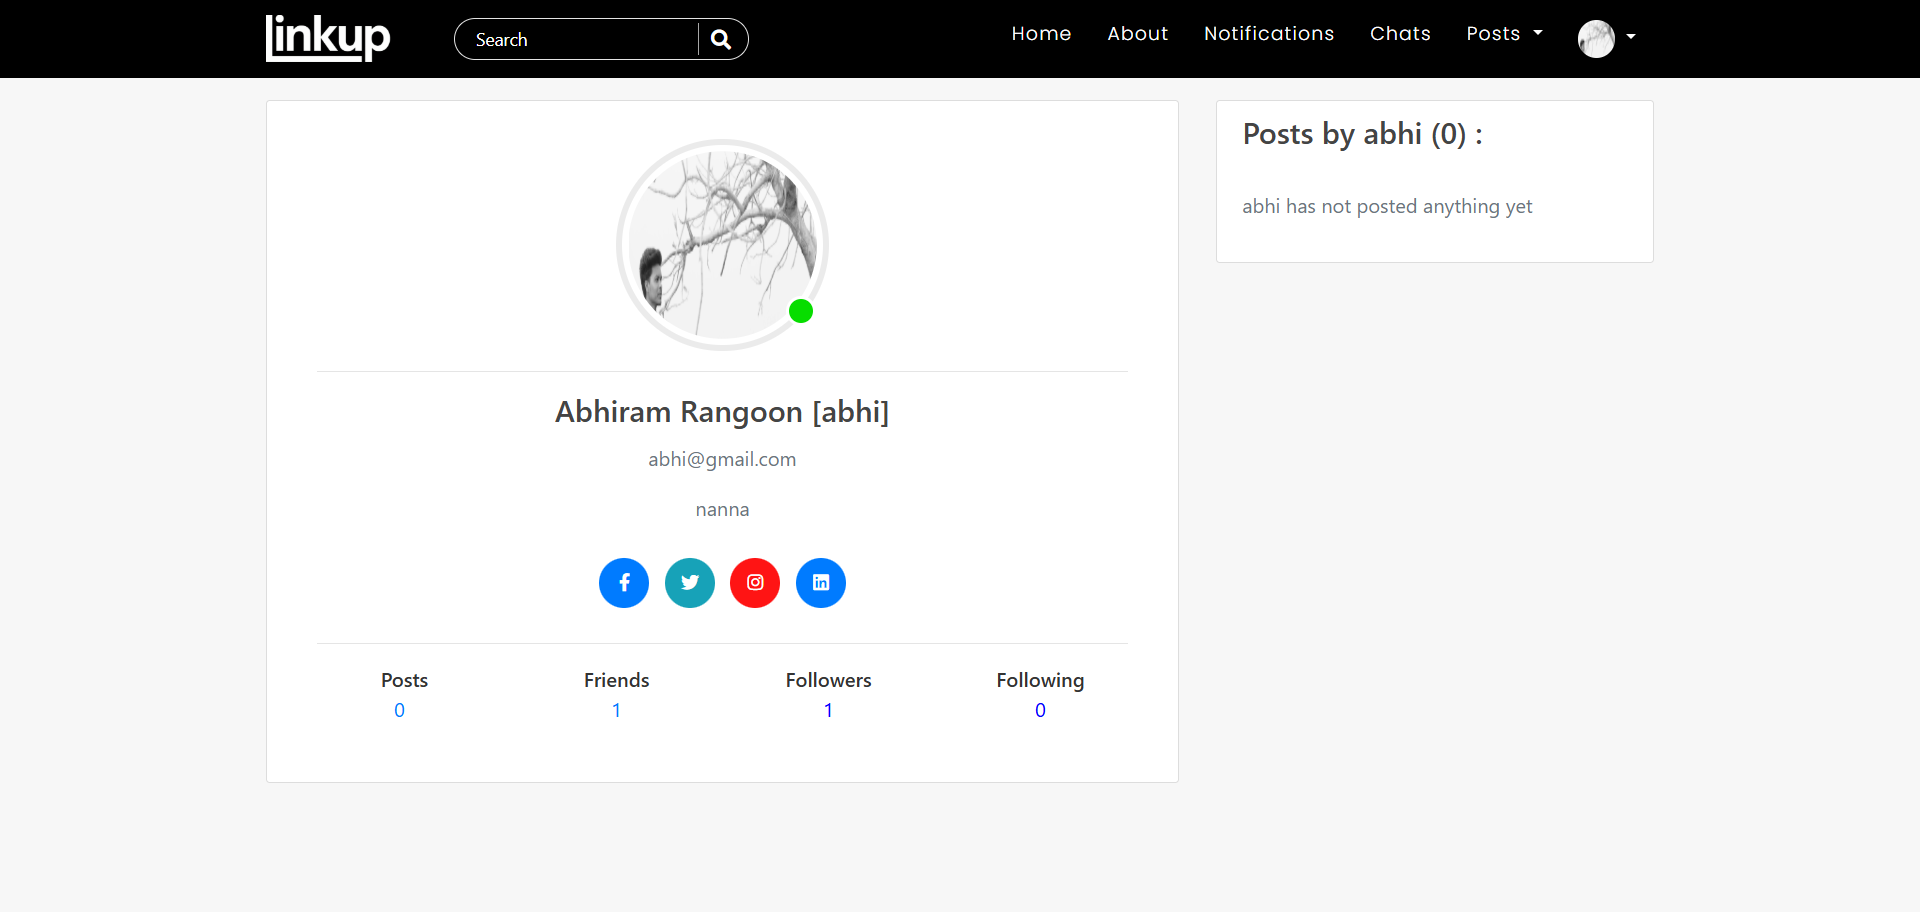 linkup
Search
Home About Notifications Chats Posts
Abhiram Rangoon [abhi]
abhi@gmail.com
nanna
Posts Friends Followers Following
0 1 1 0
Posts by abhi (0) :
abhi has not posted anything yet